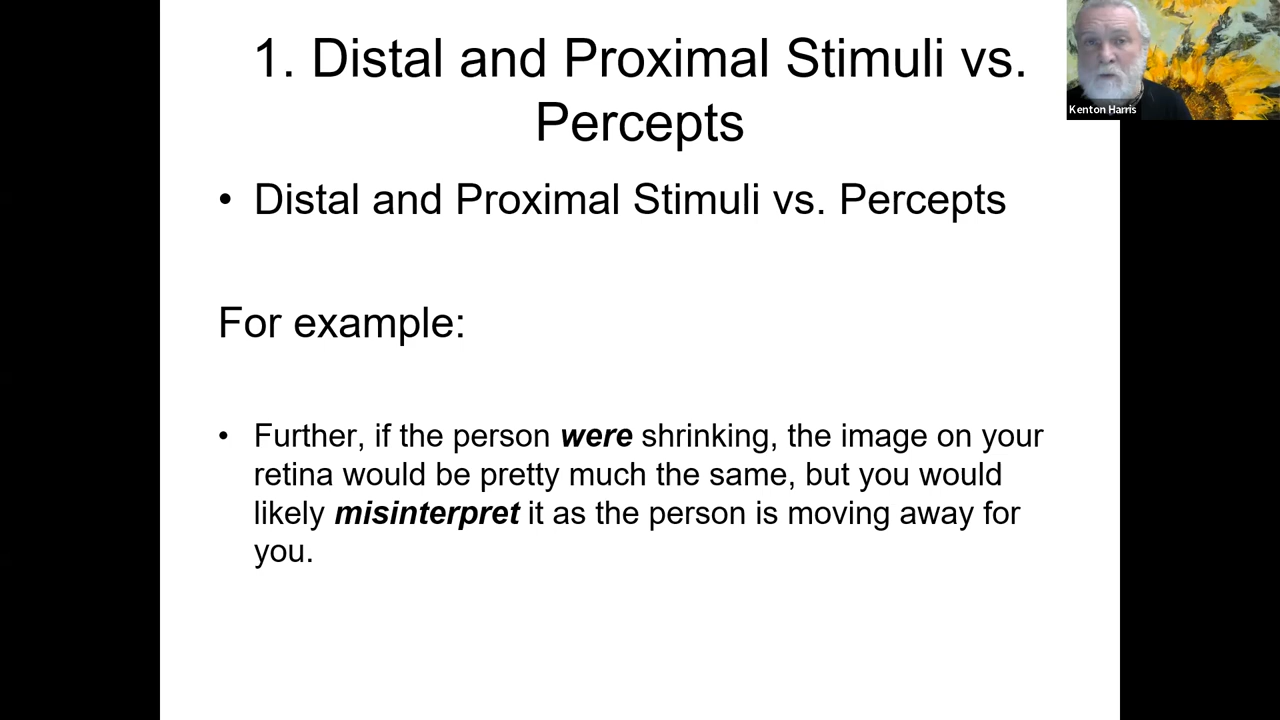 1. Distal and Proximal Stimuli vs.
Percepts
Kenton Harris
• Distal and Proximal Stimuli vs. Percepts
For example:
• Further, if the person were shrinking, the image on your
retina would be pretty much the same, but you would
likely misinterpret it as the person is moving away for
you.